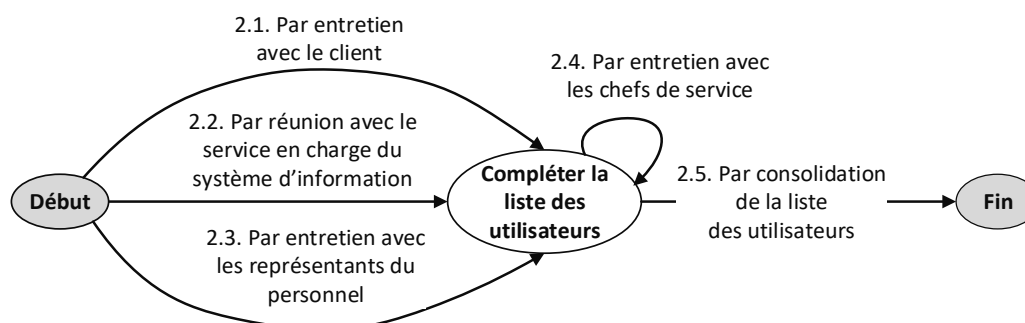 2.1. Par entretien
avec le client
2.4. Par entretien avec
les chefs de service
2.2. Par réunion avec le
service en charge du
système d’information
Début
Compléter la
liste des
utilisateurs
2.5. Par consolidation
de la liste
des utilisateurs
Fin
2.3. Par entretien avec
les représentants du
personnel